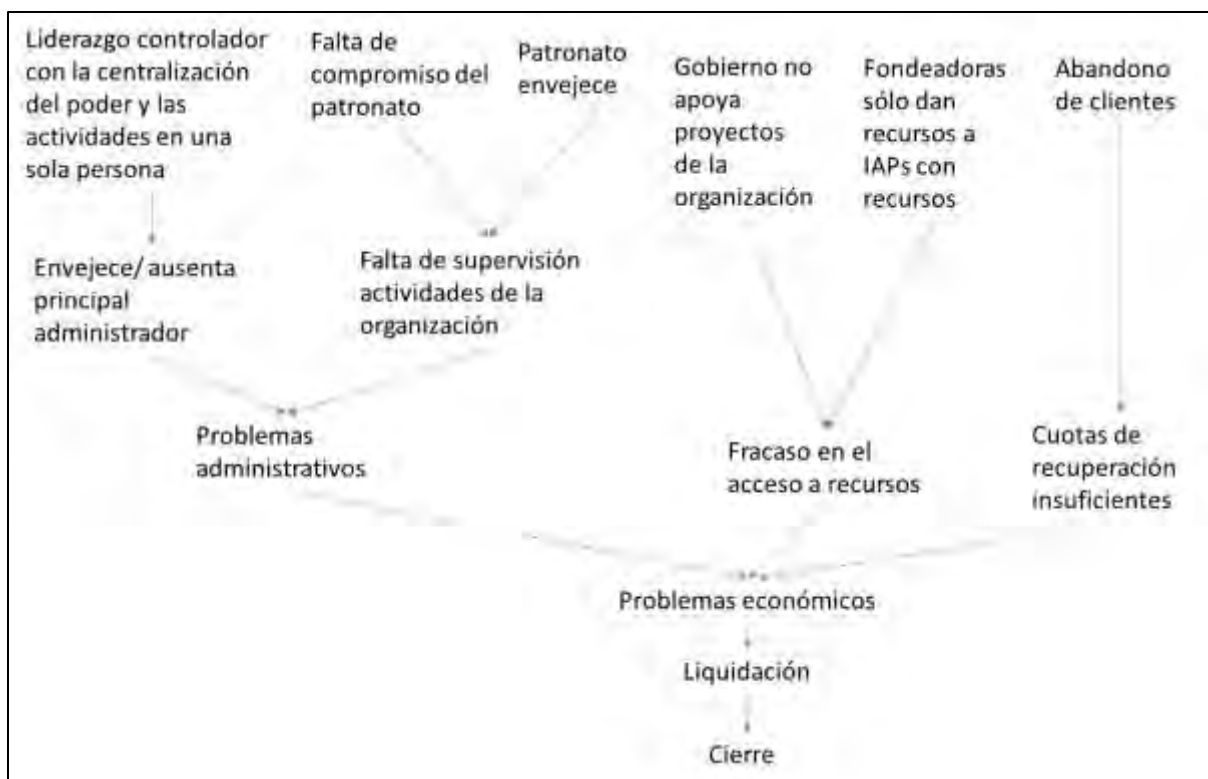 Liderazgo controlador
con la centralización
del poder y las
actividades en una
sola persona
Falta de
compromiso del
patronato
Patronato
envejece
Gobierno no
apoya
proyectos
de la
organización
Fondeadoras
sólo dan
recursos a
IAPs con
recursos
Abandono
de clientes
Envejece/ ausenta
principal
administrador
Falta de supervisión
actividades de la
organización
Problemas
administrativos
Fracaso en el
acceso a recursos
Cuotas de
recuperación
insuficientes
Problemas económicos
Liquidación
Cierre